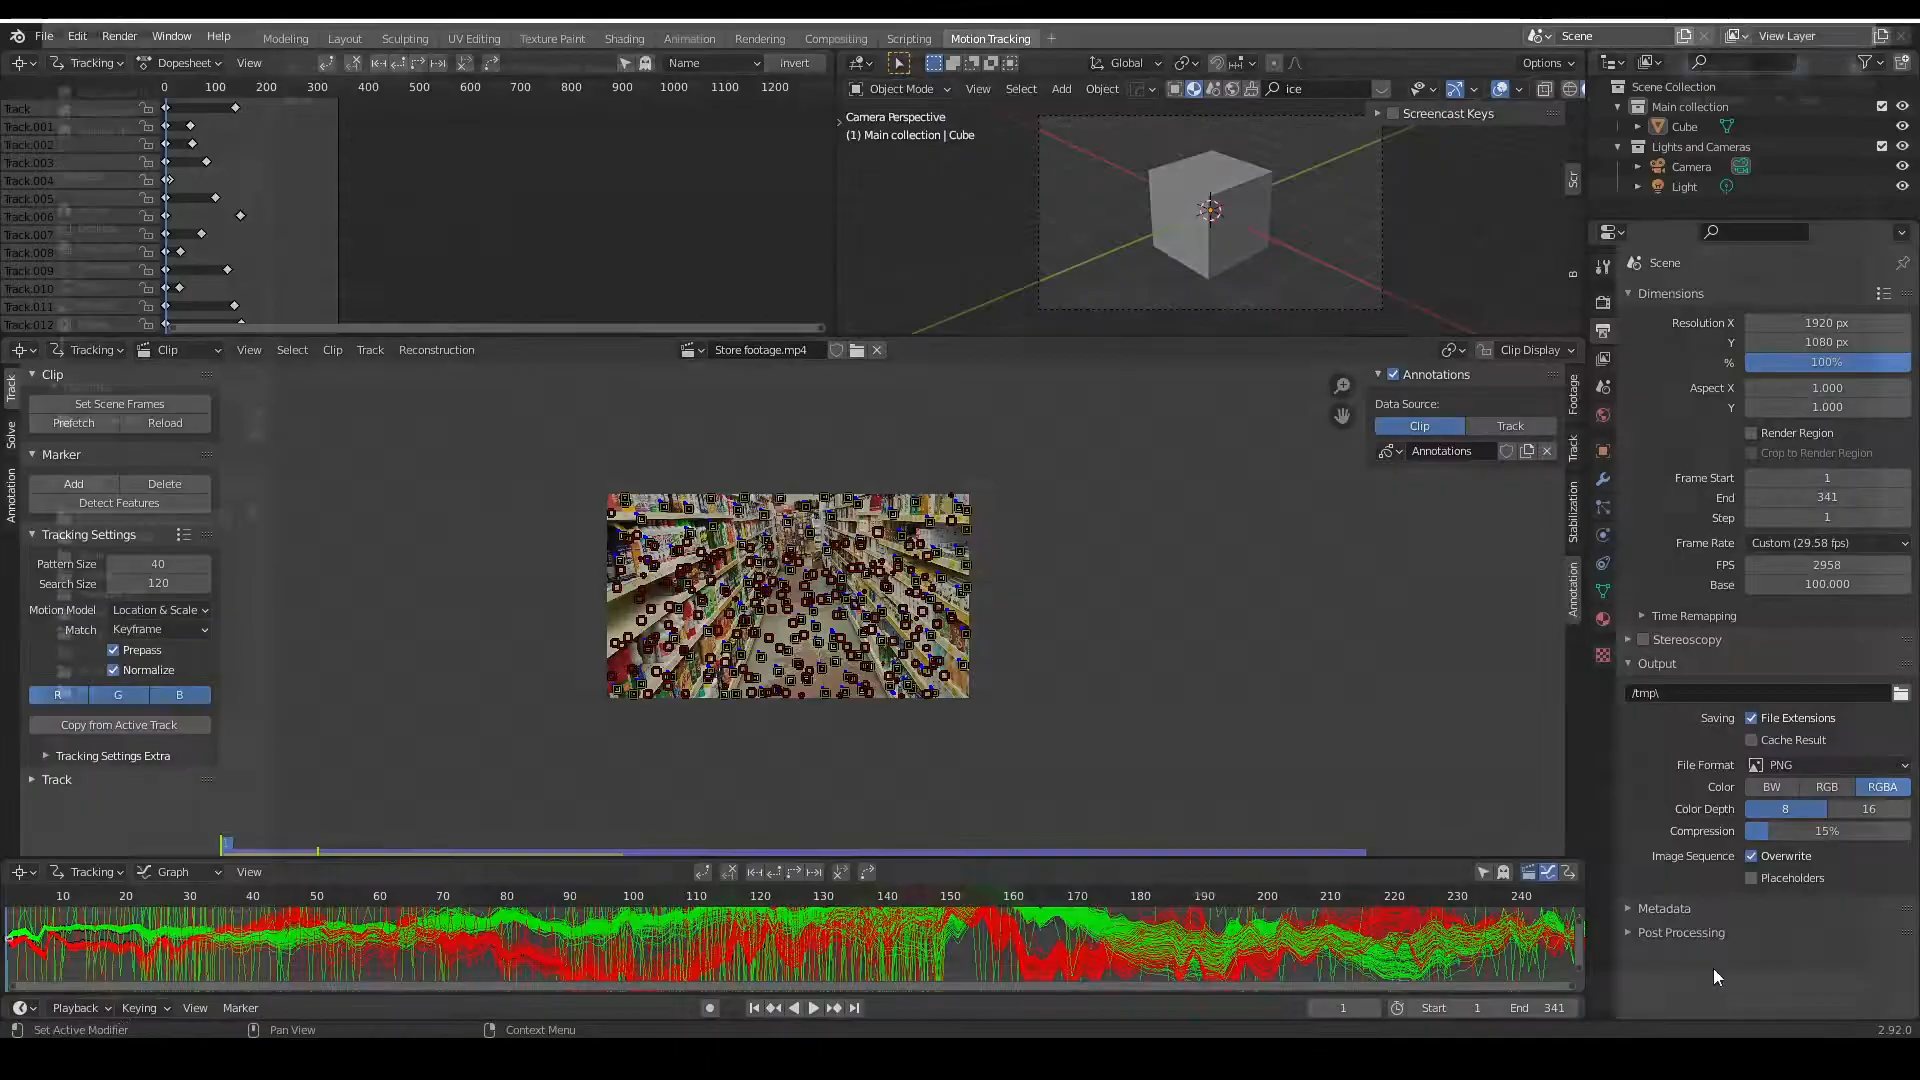 File Edit Render Window Help Modeling Layout Sculpting UV Editing Texture Paint Shading Animation Rendering Compositing Scripting Motion Tracking + Scene View Layer
Tracking Dopesheet View Name Invert
0 100 200 300 400 500 600 700 800 900 1000 1100 1200
Track
Track.001
Track.002
Track.003
Track.004
Track.005
Track.006
Track.007
Track.008
Track.009
Track.010
Track.011
Track.012
Global Options
Object Mode View Select Add Object ice
Camera Perspective
(1) Main collection | Cube
Screencast Keys
Scr
B
Scene Collection
Main collection
Cube
Lights and Cameras
Camera
Light
Tracking Clip View Select Clip Track Reconstruction Store footage.mp4 Clip Display
Track
Solve
Annotation
Clip
Set Scene Frames
Prefetch Reload
Marker
Add Delete
Detect Features
Tracking Settings
Pattern Size 40
Search Size 120
Motion Model Location & Scale
Match Keyframe
Prepass
Normalize
R G B
Copy from Active Track
Tracking Settings Extra
Track
Annotations
Data Source:
Clip Track
Annotations
Footage
Track
Stabilization
Annotation
1
Scene
Dimensions
Resolution X 1920 px
Y 1080 px
% 100%
Aspect X 1.000
Y 1.000
Render Region
Crop to Render Region
Frame Start 1
End 341
Step 1
Frame Rate Custom (29.58 fps)
FPS 2958
Base 100.000
Time Remapping
Stereoscopy
Output
/tmp\
Saving File Extensions
Cache Result
File Format PNG
Color BW RGB RGBA
Color Depth 8 16
Compression 15%
Image Sequence Overwrite
Placeholders
Metadata
Post Processing
Tracking Graph View
10 20 30 40 50 60 70 80 90 100 110 120 130 140 150 160 170 180 190 200 210 220 230 240
Playback Keying View Marker 1 Start 1 End 341
Set Active Modifier Pan View Context Menu 2.92.0